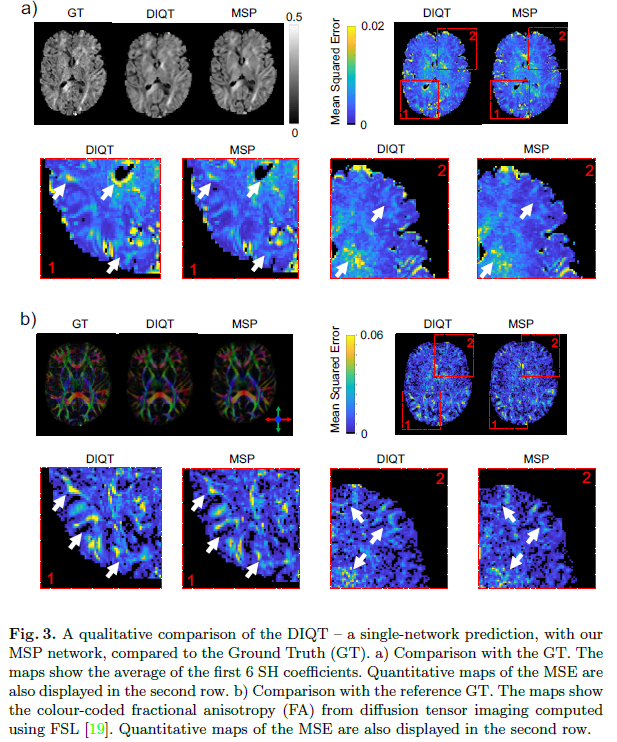 a)
GT DIQT MSP
0.5
0
Mean Squared Error
0.02
0
DIQT MSP
2
1
DIQT MSP DIQT MSP
1 1 2 2
b)
GT DIQT MSP
Mean Squared Error
0.06
0
DIQT MSP
2 2
1 1
DIQT MSP DIQT MSP
1 1 2 2
Fig. 3. A qualitative comparison of the DIQT – a single-network prediction, with our
MSP network, compared to the Ground Truth (GT). a) Comparison with the GT. The
maps show the average of the first 6 SH coefficients. Quantitative maps of the MSE are
also displayed in the second row. b) Comparison with the reference GT. The maps show
the colour-coded fractional anisotropy (FA) from diffusion tensor imaging computed
using FSL [19]. Quantitative maps of the MSE are also displayed in the second row.